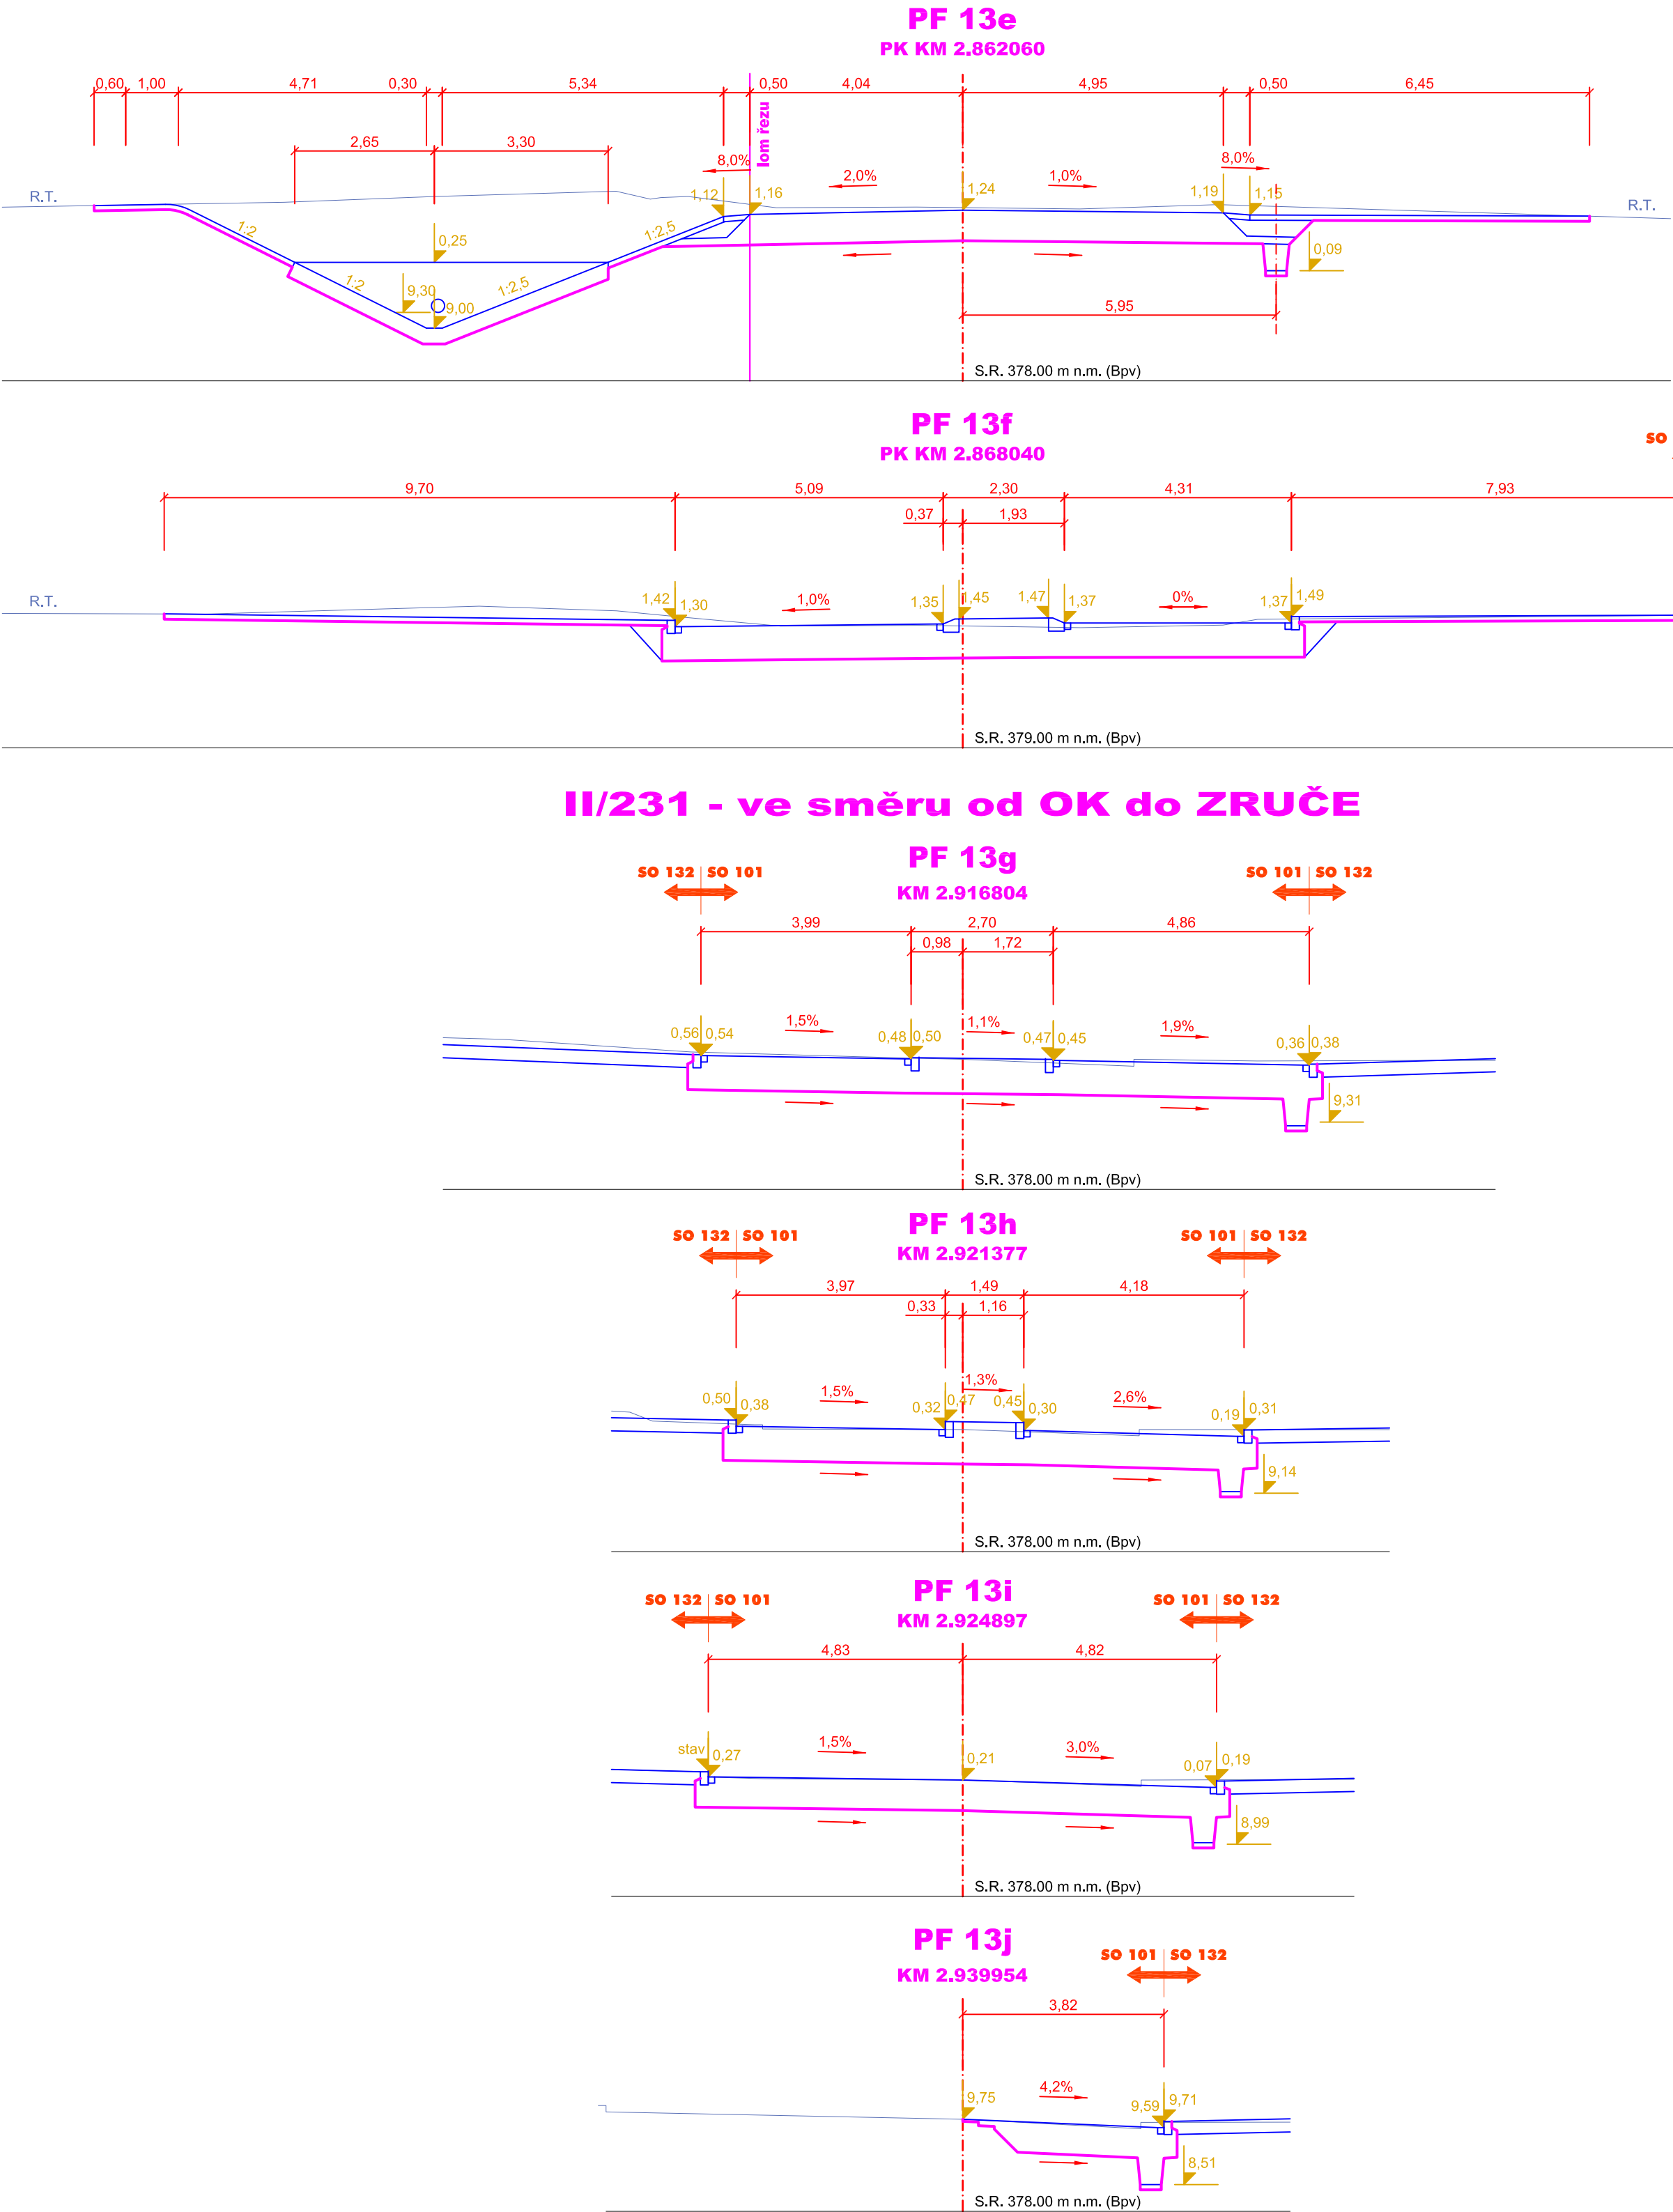 PF 13e
PK KM 2.862060
0,60 1,00 4,71 0,30 5,34 0,50 4,04 4,95 0,50 6,45
lom řezu
2,65 3,30
8,0% 2,0% 1,0% 8,0%
R.T. 1,12 1,16 1,24 1,19 1,15 R.T.
1:2 0,25 1:2,5 0,09
1:2 9,30 9,00 1:2,5
5,95
S.R. 378.00 m n.m. (Bpv)
PF 13f
PK KM 2.868040
SO
9,70 5,09 2,30 4,31 7,93
0,37 1,93
R.T. 1,42 1,30 1,0% 1,35 1,45 1,47 1,37 0% 1,37 1,49
S.R. 379.00 m n.m. (Bpv)
II/231 - ve směru od OK do ZRUČE
PF 13g
SO 132 SO 101 SO 101 SO 132
KM 2.916804
3,99 2,70 4,86
0,98 1,72
1,5% 1,1% 1,9%
0,56 0,54 0,48 0,50 0,47 0,45 0,36 0,38
9,31
S.R. 378.00 m n.m. (Bpv)
PF 13h
SO 132 SO 101 SO 101 SO 132
KM 2.921377
3,97 1,49 4,18
0,33 1,16
1,5% 1,3% 2,6%
0,50 0,38 0,32 0,47 0,45 0,30 0,19 0,31
9,14
S.R. 378.00 m n.m. (Bpv)
PF 13i
SO 132 SO 101 SO 101 SO 132
KM 2.924897
4,83 4,82
1,5% 3,0%
stav 0,27 0,21 0,07 0,19
8,99
S.R. 378.00 m n.m. (Bpv)
PF 13j
SO 101 SO 132
KM 2.939954
3,82
4,2%
9,75 9,59 9,71
8,51
S.R. 378.00 m n.m. (Bpv)